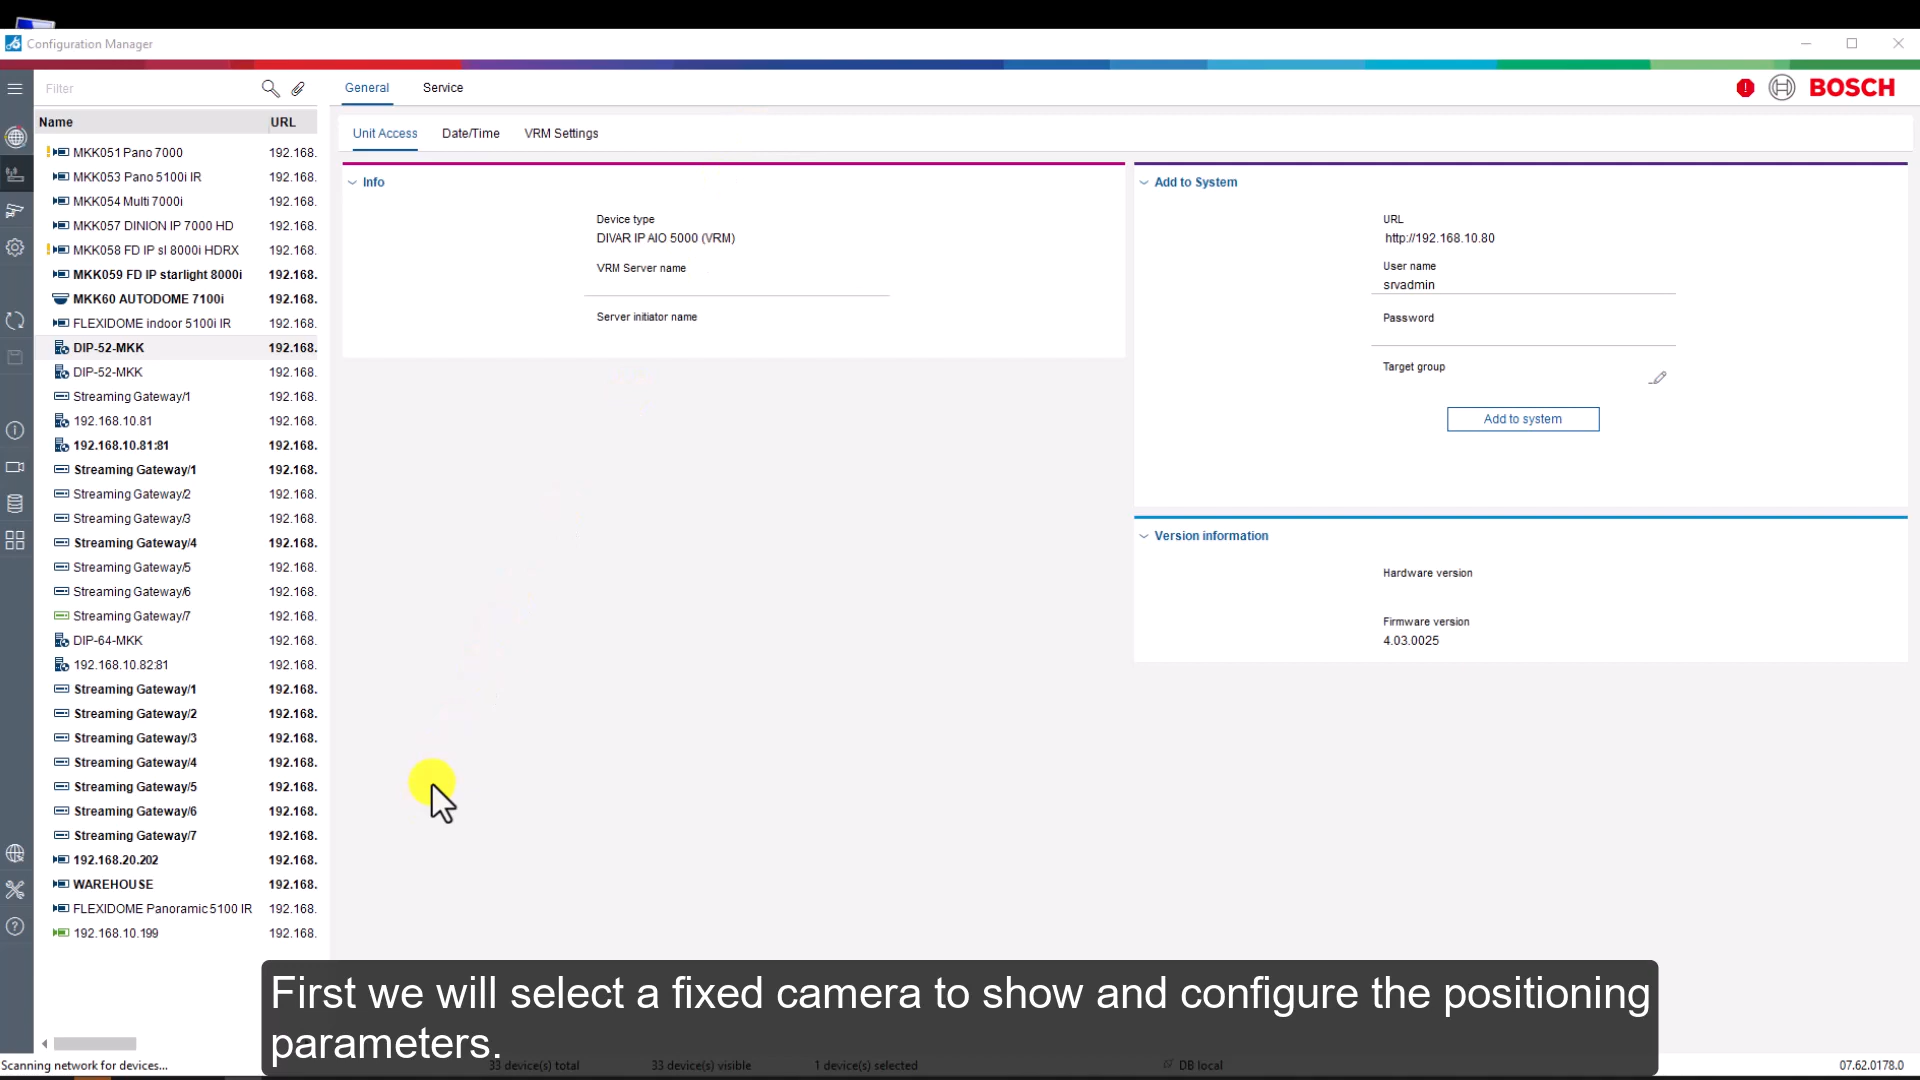 Configuration Manager
Filter
General Service
BOSCH
Name URL
Unit Access Date/Time VRM Settings
MKK051 Pano 7000 192.168.
MKK053 Pano 5100i IR 192.168.
MKK054 Multi 7000i 192.168.
MKK057 DINION IP 7000 HD 192.168.
MKK058 FD IP sl 8000i HDRX 192.168.
MKK059 FD IP starlight 8000i 192.168.
MKK60 AUTODOME 7100i 192.168.
FLEXIDOME indoor 5100i IR 192.168.
DIP-52-MKK 192.168.
DIP-52-MKK 192.168.
Streaming Gateway/1 192.168.
192.168.10.81 192.168.
192.168.10.81:81 192.168.
Streaming Gateway/1 192.168.
Streaming Gateway/2 192.168.
Streaming Gateway/3 192.168.
Streaming Gateway/4 192.168.
Streaming Gateway/5 192.168.
Streaming Gateway/6 192.168.
Streaming Gateway/7 192.168.
DIP-64-MKK 192.168.
192.168.10.82:81 192.168.
Streaming Gateway/1 192.168.
Streaming Gateway/2 192.168.
Streaming Gateway/3 192.168.
Streaming Gateway/4 192.168.
Streaming Gateway/5 192.168.
Streaming Gateway/6 192.168.
Streaming Gateway/7 192.168.
192.168.20.202 192.168.
WAREHOUSE 192.168.
FLEXIDOME Panoramic 5100 IR 192.168.
192.168.10.199 192.168.
Info
Device type
DIVAR IP AIO 5000 (VRM)
VRM Server name
Server initiator name
Add to System
URL
http://192.168.10.80
User name
srvadmin
Password
Target group
Add to system
Version information
Hardware version
Firmware version
4.03.0025
First we will select a fixed camera to show and configure the positioning
parameters.
Scanning network for devices... 33 device(s) total 33 device(s) visible 1 device(s) selected DB local 07.62.0178.0